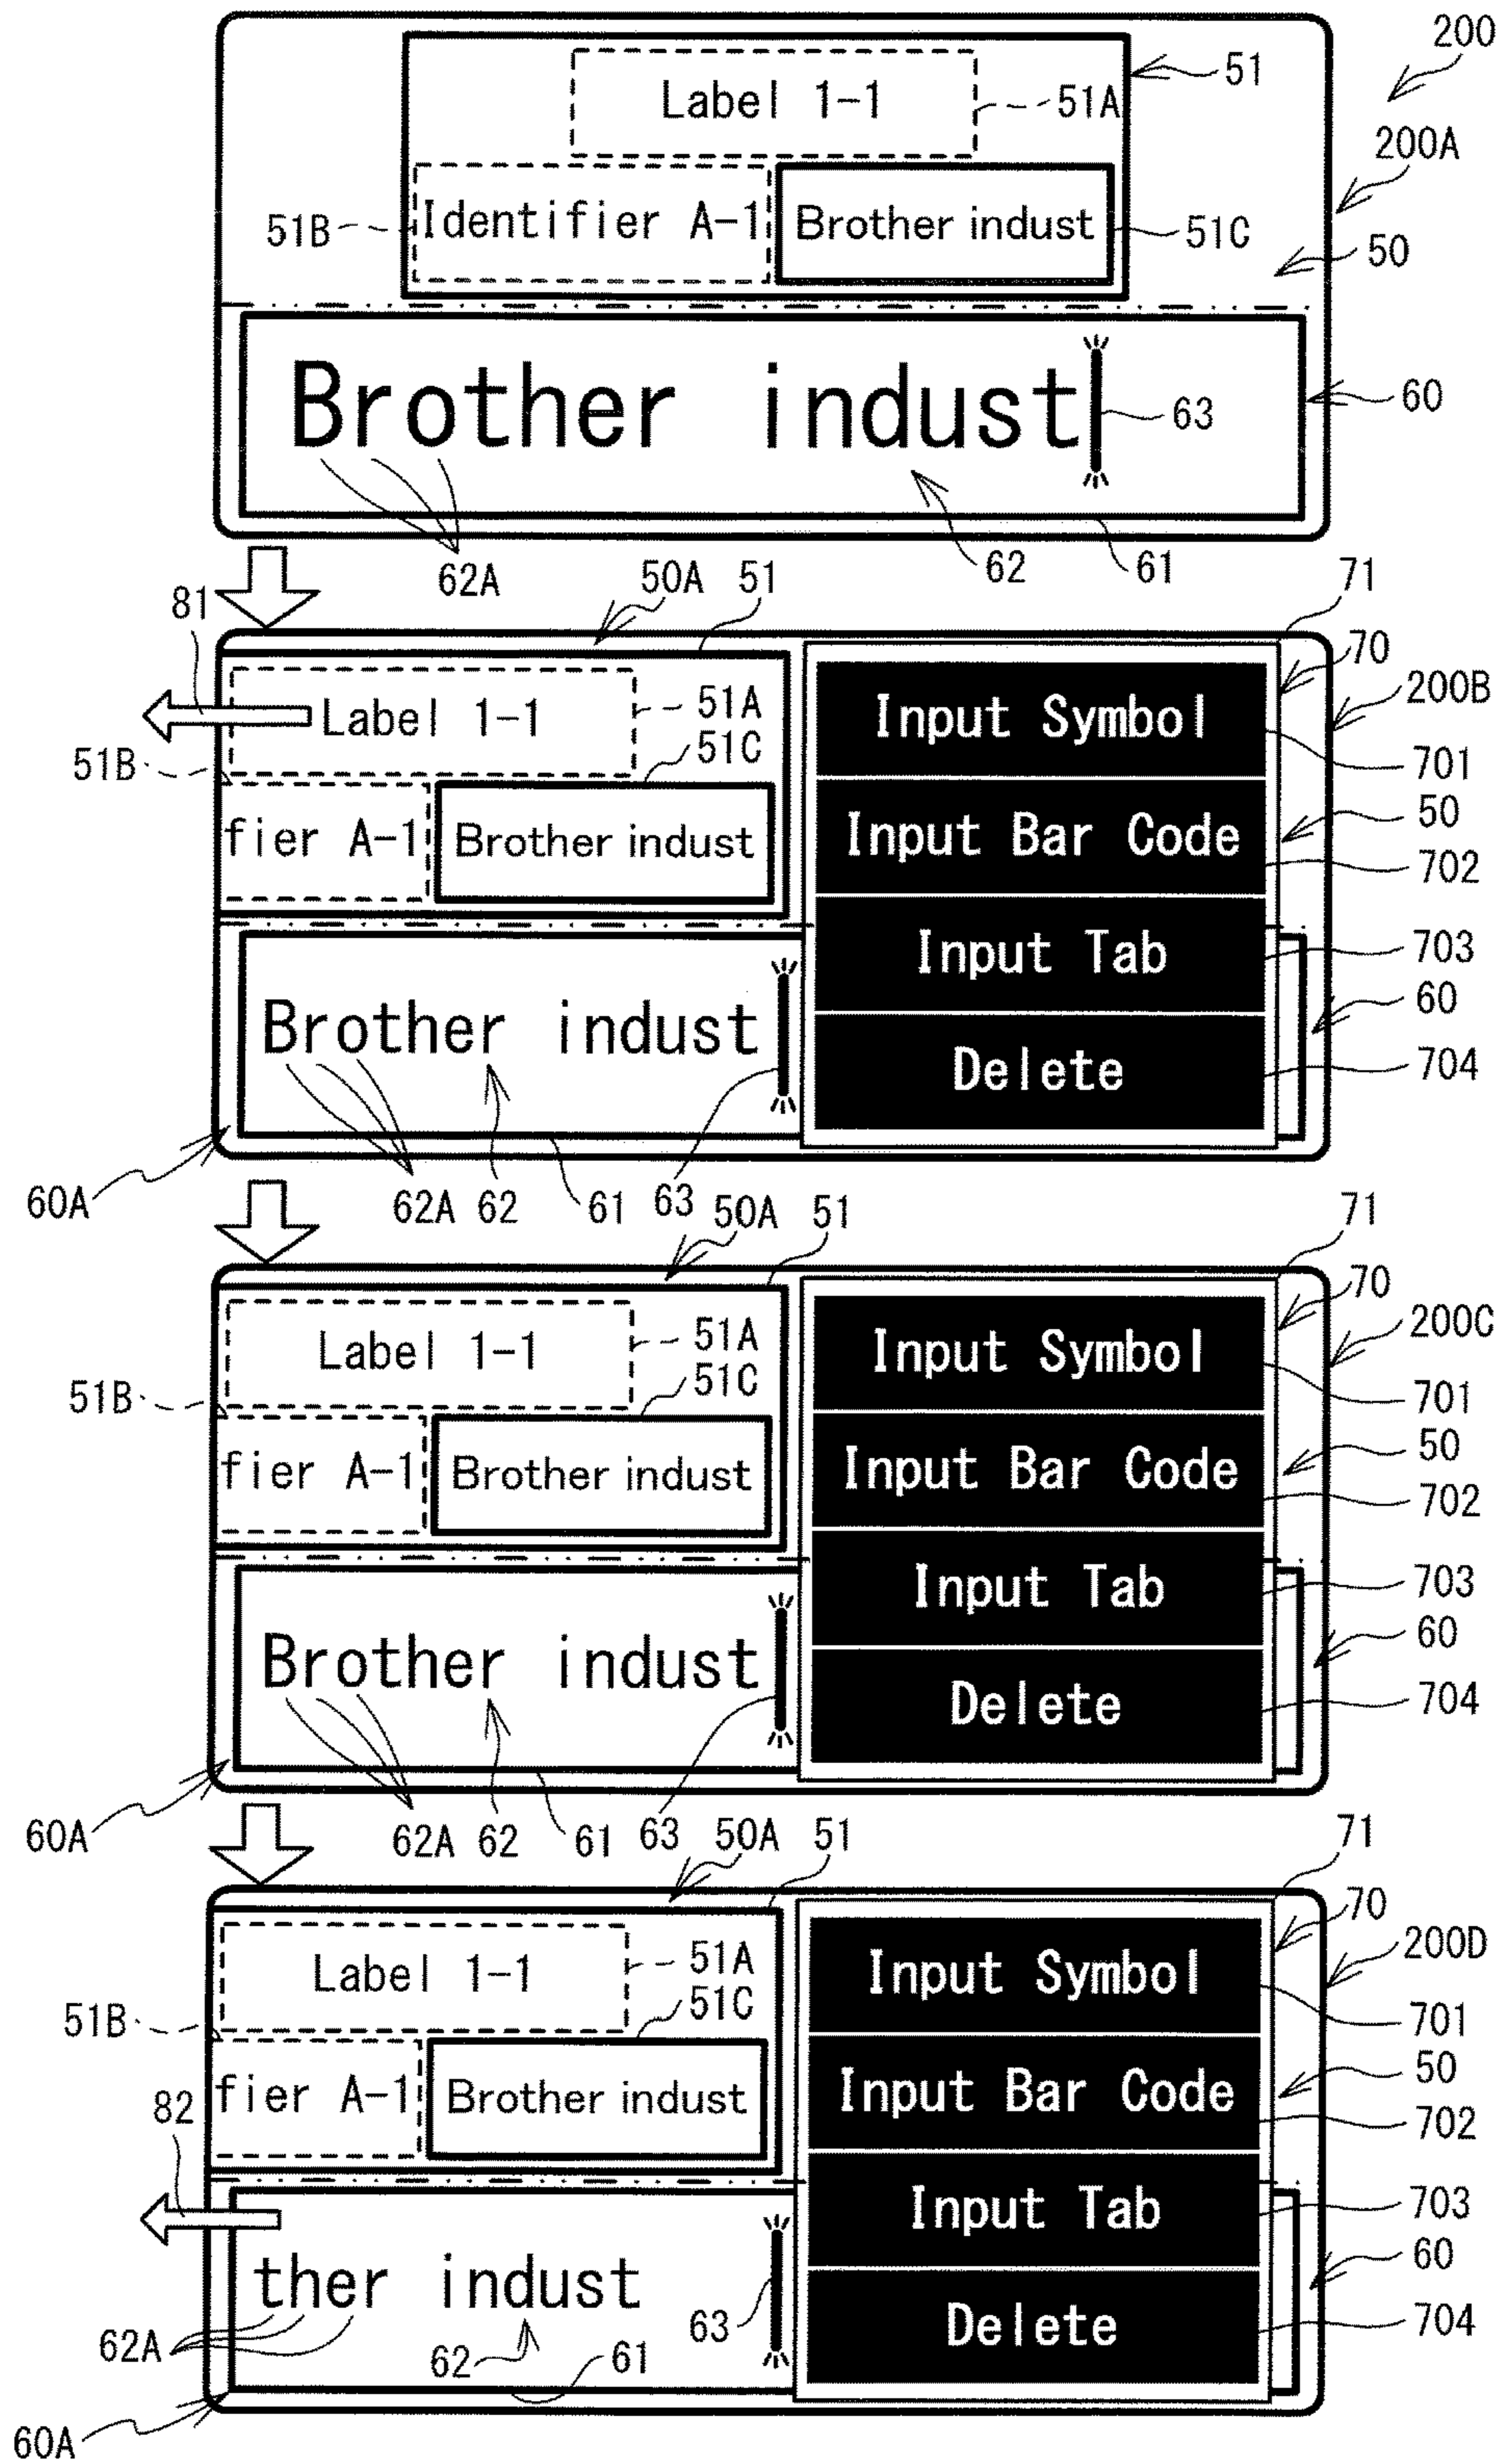 200
Label 1-1
51
51A
200A
51B
Identifier A-1
Brother indust
51C
50
Brother indust
63
60
62A
62
61
81
50A
51
71
70
Label 1-1
51A
Input Symbol
200B
51B
51C
701
fier A-1
Brother indust
Input Bar Code
50
702
Brother indust
Input Tab
703
60
Delete
704
60A
62A
62
61
63
50A
51
71
70
Label 1-1
51A
Input Symbol
200C
51B
51C
701
fier A-1
Brother indust
Input Bar Code
50
702
Brother indust
Input Tab
703
60
Delete
704
60A
62A
62
61
63
50A
51
71
70
Label 1-1
51A
Input Symbol
200D
51B
51C
701
82
fier A-1
Brother indust
Input Bar Code
50
702
ther indust
Input Tab
703
60
62A
62
61
63
Delete
704
60A